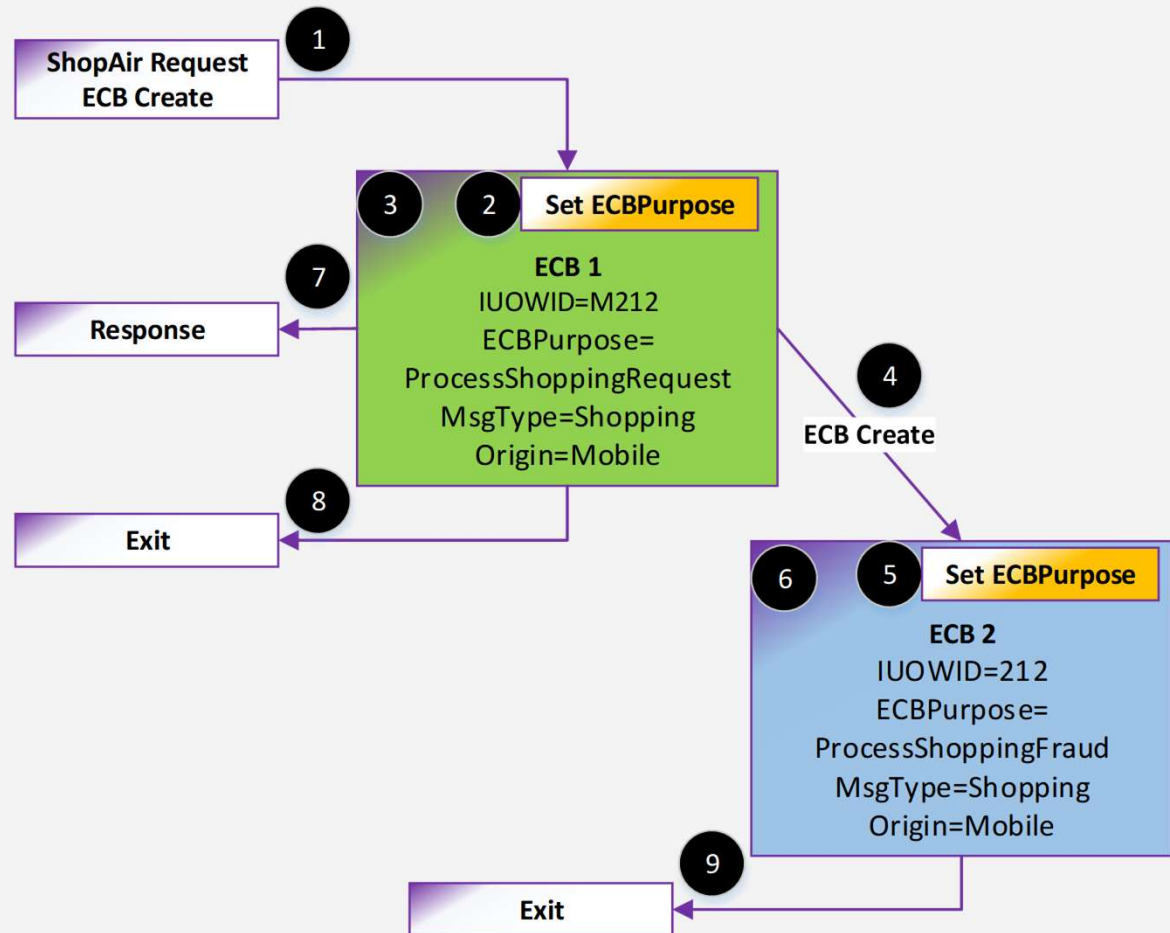 1
ShopAir Request
ECB Create
3
2
Set ECBPurpose
ECB 1
IUOWID=M212
ECBPurpose=
ProcessShoppingRequest
MsgType=Shopping
Origin=Mobile
7
Response
4
ECB Create
8
Exit
6
5
Set ECBPurpose
ECB 2
IUOWID=212
ECBPurpose=
ProcessShoppingFraud
MsgType=Shopping
Origin=Mobile
9
Exit